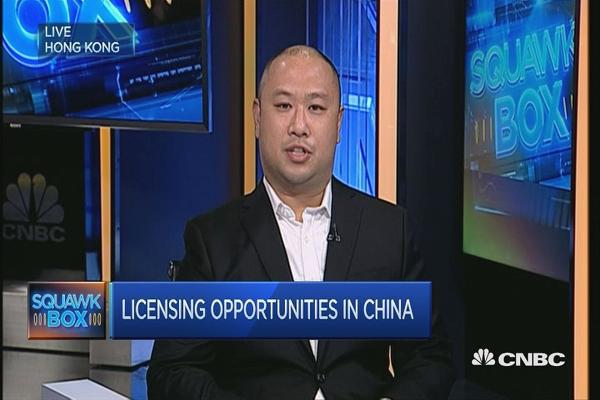 LIVE
HONG KONG
SQUAWK
BOX
CNBC
SQUAWK
BOX
LICENSING OPPORTUNITIES IN CHINA
CNBC